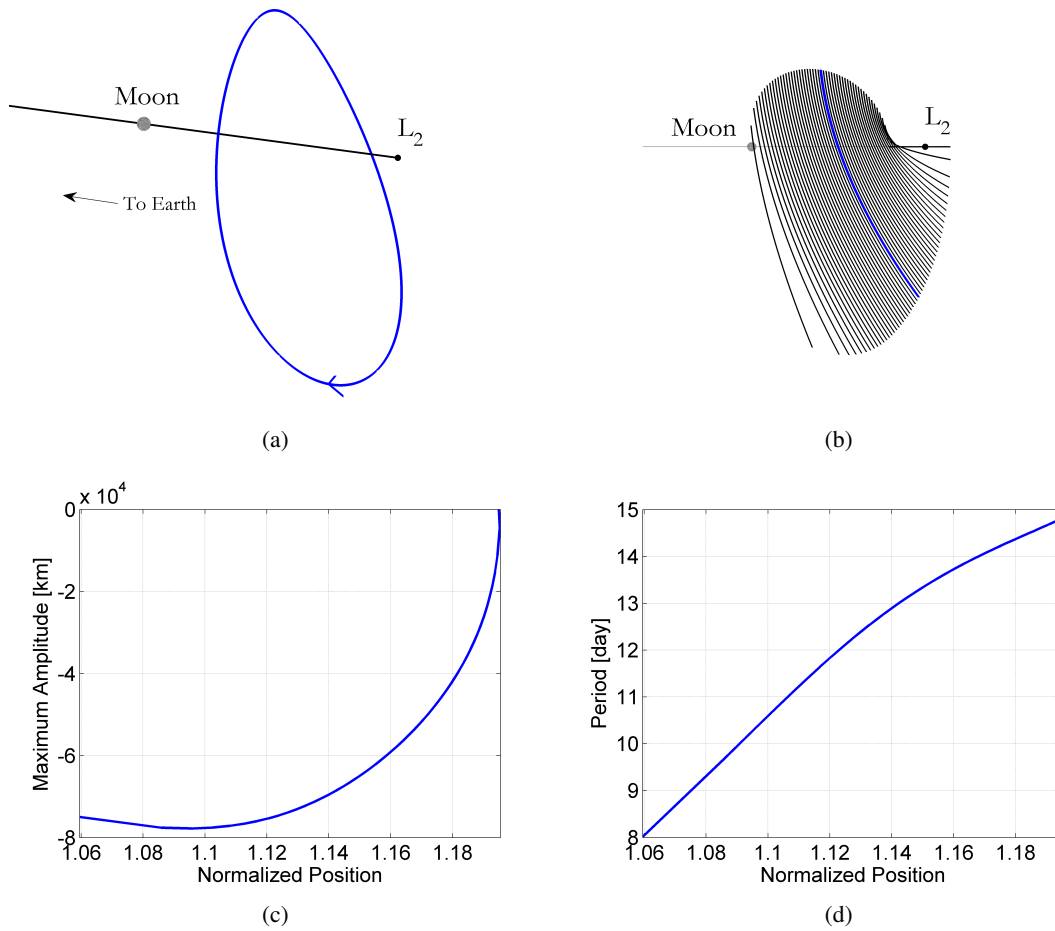 Moon
L2
To Earth
(a)
Moon
L2
(b)
x 10^4
0
-2
-4
-6
-8
Maximum Amplitude [km]
1.06 1.08 1.1 1.12 1.14 1.16 1.18
Normalized Position
(c)
15
14
13
12
11
10
9
8
Period [day]
1.06 1.08 1.1 1.12 1.14 1.16 1.18
Normalized Position
(d)